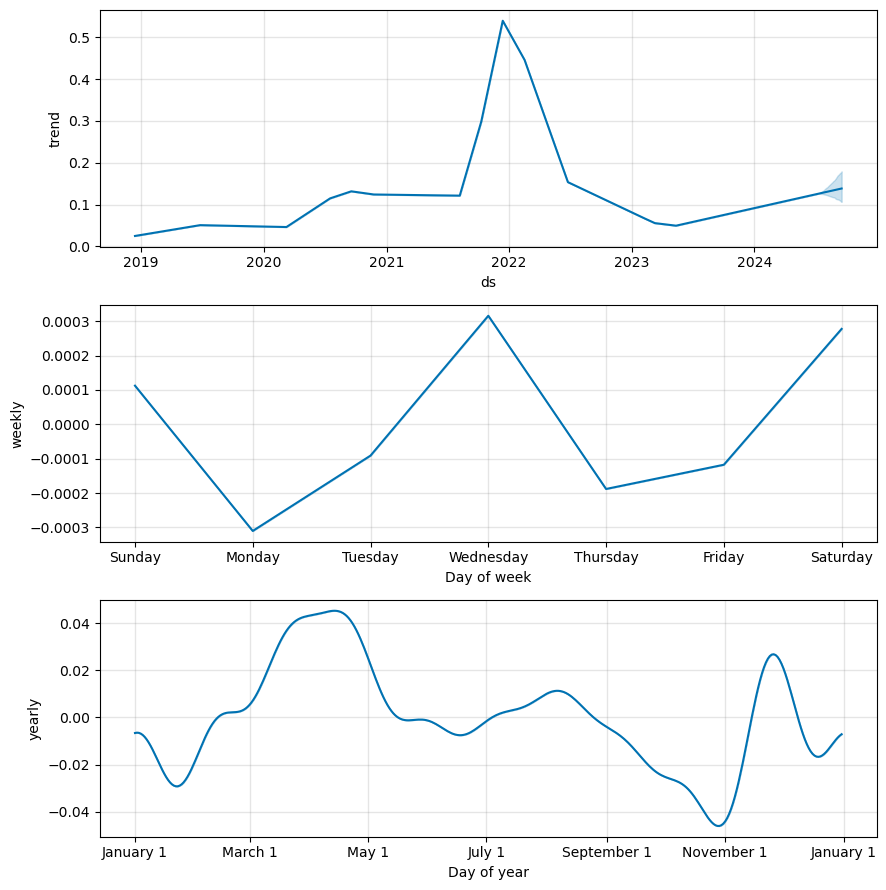 0.5
0.4
0.3
0.2
0.1
0.0
trend
2019 2020 2021 2022 2023 2024
ds
0.0003
0.0002
0.0001
0.0000
−0.0001
−0.0002
−0.0003
weekly
Sunday Monday Tuesday Wednesday Thursday Friday Saturday
Day of week
0.04
0.02
0.00
−0.02
−0.04
yearly
January 1 March 1 May 1 July 1 September 1 November 1 January 1
Day of year